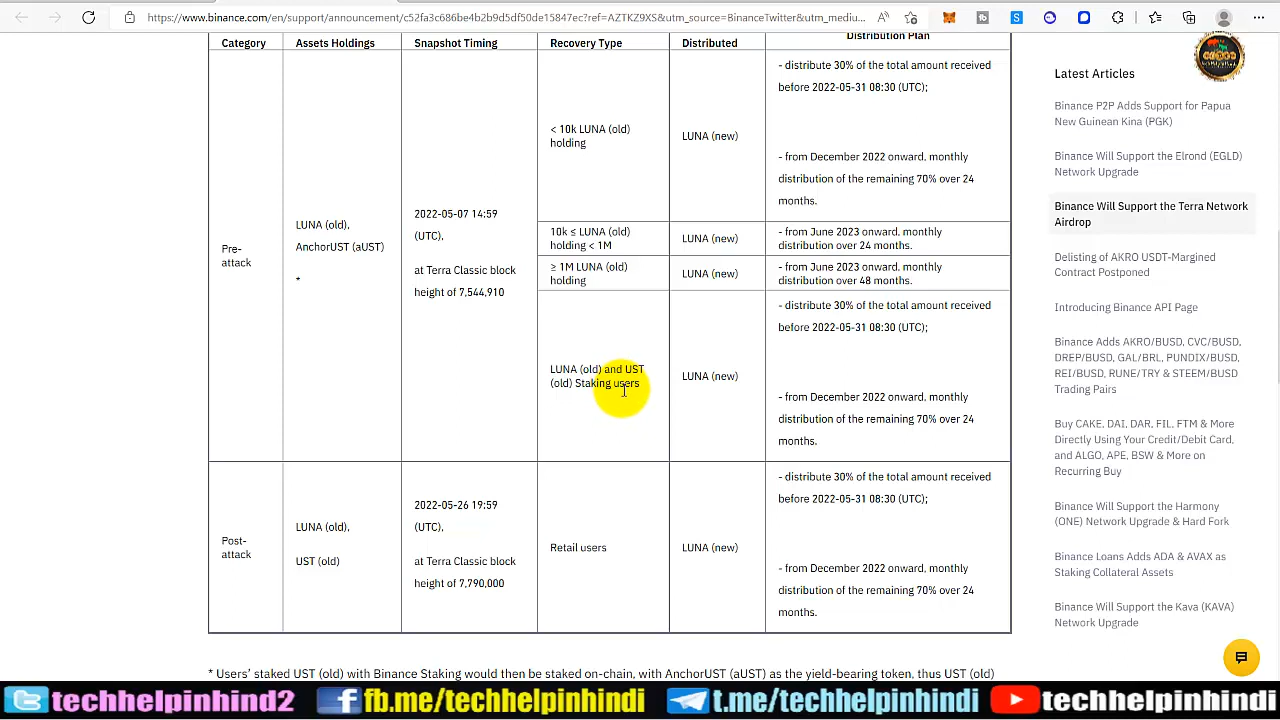 https://www.binance.com/en/support/announcement/c52fa3c686be4b2b9d5df50de15847ec?ref=AZTKZ9XS&utm_source=BinanceTwitter&utm_mediu...
Category
Assets Holdings
Snapshot Timing
Recovery Type
Distributed
Distribution Plan
Pre-
attack
LUNA (old),
AnchorUST (aUST)
*
2022-05-07 14:59
(UTC),
at Terra Classic block
height of 7,544,910
< 10k LUNA (old)
holding
LUNA (new)
- distribute 30% of the total amount received
before 2022-05-31 08:30 (UTC);
- from December 2022 onward, monthly
distribution of the remaining 70% over 24
months.
10k ≤ LUNA (old)
holding < 1M
LUNA (new)
- from June 2023 onward, monthly
distribution over 24 months.
≥ 1M LUNA (old)
holding
LUNA (new)
- from June 2023 onward, monthly
distribution over 48 months.
LUNA (old) and UST
(old) Staking users
LUNA (new)
- distribute 30% of the total amount received
before 2022-05-31 08:30 (UTC);
- from December 2022 onward, monthly
distribution of the remaining 70% over 24
months.
Post-
attack
LUNA (old),
UST (old)
2022-05-26 19:59
(UTC),
at Terra Classic block
height of 7,790,000
Retail users
LUNA (new)
- distribute 30% of the total amount received
before 2022-05-31 08:30 (UTC);
- from December 2022 onward, monthly
distribution of the remaining 70% over 24
months.
* Users' staked UST (old) with Binance Staking would then be staked on-chain, with AnchorUST (aUST) as the yield-bearing token, thus UST (old)
Latest Articles
Binance P2P Adds Support for Papua
New Guinean Kina (PGK)
Binance Will Support the Elrond (EGLD)
Network Upgrade
Binance Will Support the Terra Network
Airdrop
Delisting of AKRO USDT-Margined
Contract Postponed
Introducing Binance API Page
Binance Adds AKRO/BUSD, CVC/BUSD,
DREP/BUSD, GAL/BRL, PUNDIX/BUSD,
REI/BUSD, RUNE/TRY & STEEM/BUSD
Trading Pairs
Buy CAKE, DAI, DAR, FIL, FTM & More
Directly Using Your Credit/Debit Card,
and ALGO, APE, BSW & More on
Recurring Buy
Binance Will Support the Harmony
(ONE) Network Upgrade & Hard Fork
Binance Loans Adds ADA & AVAX as
Staking Collateral Assets
Binance Will Support the Kava (KAVA)
Network Upgrade
techhelpinhind2
fb.me/techhelpinhindi
t.me/techhelpinhindi
techhelpinhindi